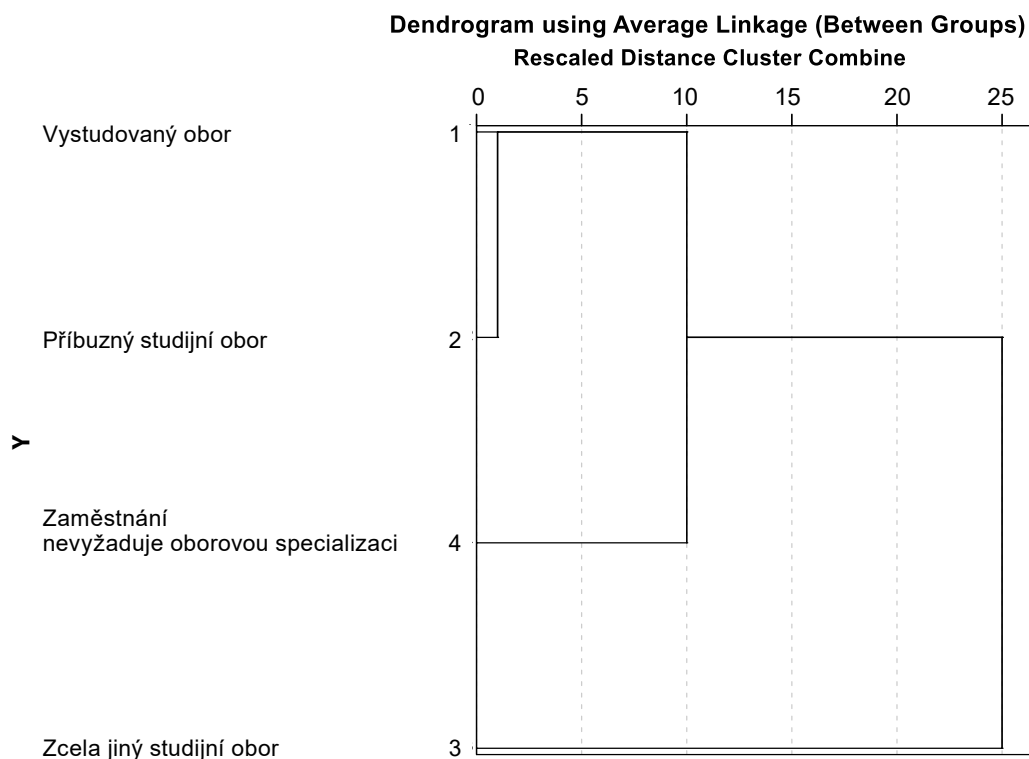 Dendrogram using Average Linkage (Between Groups)
Rescaled Distance Cluster Combine
0 5 10 15 20 25
Vystudovaný obor 1
Příbuzný studijní obor 2
Y
Zaměstnání
nevyžaduje oborovou specializaci 4
Zcela jiný studijní obor 3